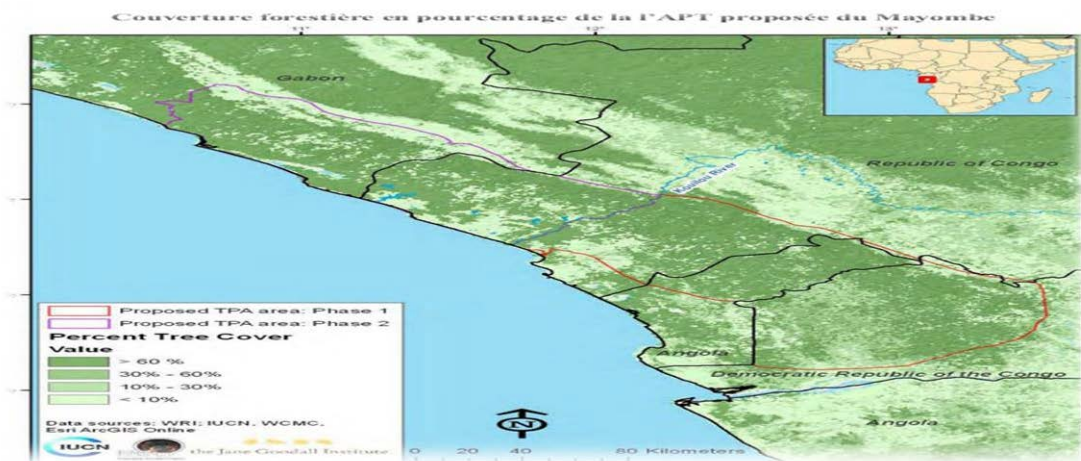 Couverture forestière en pourcentage de la l'APT proposée du Mayombe
11°
12°
13°
Gabon
Republic of Congo
Kouilou River
Angola
Democratic Republic of the Congo
Angola
Proposed TPA area: Phase 1
Proposed TPA area: Phase 2
Percent Tree Cover
Value
> 60 %
30% - 60%
10% - 30%
< 10%
Data sources: WRI; IUCN, WCMC,
Esri ArcGIS Online
IUCN
the Jane Goodall Institute
N
0 20 40 80 Kilometers